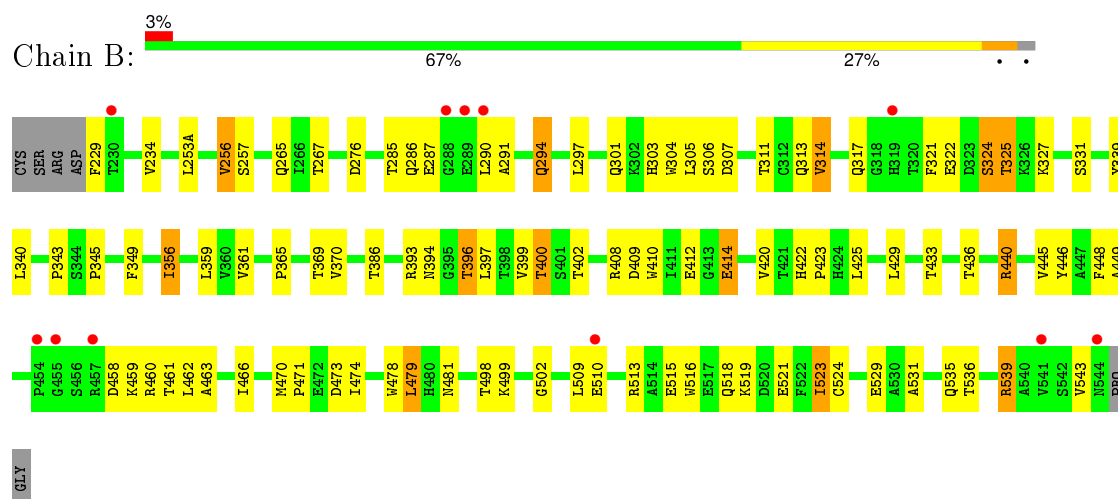 3%
Chain B:
67% 27% • •
CYS SER ARG ASP F229 T230 V234 L253A V256 S257 Q265 I266 T267 D276 T285 Q286 E287 G288 E289 L290 A291 Q294 L297 Q301 K302 H303 W304 L305 S306 D307 T311 C312 Q313 V314 Q317 G318 H319 T320 F321 E322 D323 S324 T325 K326 K327 S331 Y339
L340 P343 S344 P345 F349 I356 L359 V360 V361 P365 T369 V370 T386 R393 N394 G395 T396 L397 T398 V399 T400 S401 T402 R408 D409 W410 I411 E412 G413 E414 V420 T421 H422 P423 H424 L425 L429 T433 T436 R440 V445 Y446 A447 F448 A449
P454 G455 S456 R457 D458 K459 R460 T461 L462 A463 I466 M470 P471 E472 D473 I474 W478 L479 H480 N481 T498 K499 G502 L509 E510 R513 A514 E515 W516 E517 Q518 K519 D520 E521 F522 I523 C524 E529 A530 A531 Q535 T536 R539 A540 V541 S542 V543 N544 PRO
GLY